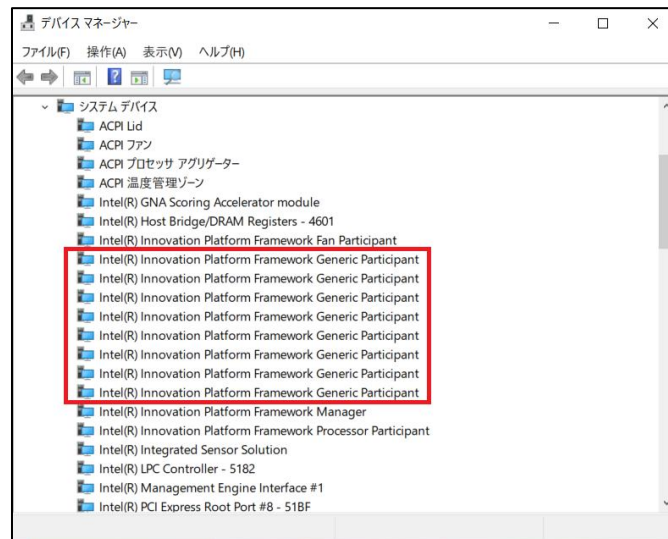 デバイス マネージャー
ファイル(F) 操作(A) 表示(V) ヘルプ(H)
システム デバイス
ACPI Lid
ACPI ファン
ACPI プロセッサ アグリゲーター
ACPI 温度管理ゾーン
Intel(R) GNA Scoring Accelerator module
Intel(R) Host Bridge/DRAM Registers - 4601
Intel(R) Innovation Platform Framework Fan Participant
Intel(R) Innovation Platform Framework Generic Participant
Intel(R) Innovation Platform Framework Generic Participant
Intel(R) Innovation Platform Framework Generic Participant
Intel(R) Innovation Platform Framework Generic Participant
Intel(R) Innovation Platform Framework Generic Participant
Intel(R) Innovation Platform Framework Generic Participant
Intel(R) Innovation Platform Framework Generic Participant
Intel(R) Innovation Platform Framework Generic Participant
Intel(R) Innovation Platform Framework Manager
Intel(R) Innovation Platform Framework Processor Participant
Intel(R) Integrated Sensor Solution
Intel(R) LPC Controller - 5182
Intel(R) Management Engine Interface #1
Intel(R) PCI Express Root Port #8 - 51BF